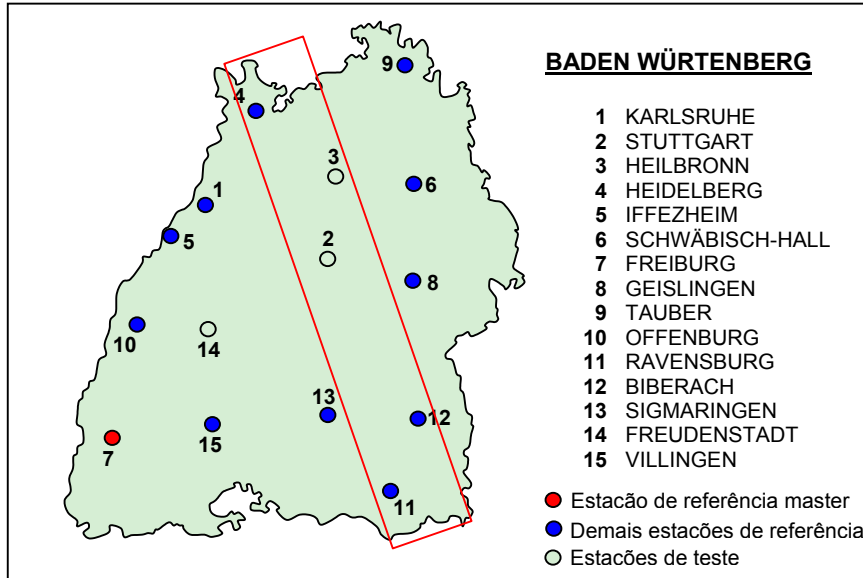 BADEN WÜRTENBERG
1 KARLSRUHE
2 STUTTGART
3 HEILBRONN
4 HEIDELBERG
5 IFFEZHEIM
6 SCHWÄBISCH-HALL
7 FREIBURG
8 GEISLINGEN
9 TAUBER
10 OFFENBURG
11 RAVENSBURG
12 BIBERACH
13 SIGMARINGEN
14 FREUDENSTADT
15 VILLINGEN
Estacão de referência master
Demais estacões de referência
Estacões de teste
9
4
3
6
1
5
2
8
10
14
13
12
15
7
11